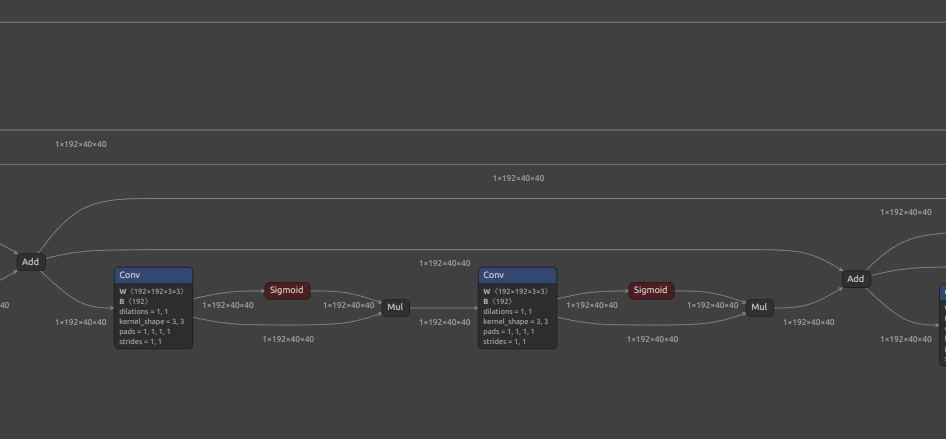 1×192×40×40
1×192×40×40
1×192×40×40
Add
1×192×40×40
Add
Conv
W ⟨192×192×3×3⟩
B ⟨192⟩
dilations = 1, 1
kernel_shape = 3, 3
pads = 1, 1, 1, 1
strides = 1, 1
Sigmoid
Mul
Conv
W ⟨192×192×3×3⟩
B ⟨192⟩
dilations = 1, 1
kernel_shape = 3, 3
pads = 1, 1, 1, 1
strides = 1, 1
Sigmoid
Mul
40
1×192×40×40
1×192×40×40
1×192×40×40
1×192×40×40
1×192×40×40
1×192×40×40
1×192×40×40
1×192×40×40
1×192×40×40
1×192×40×40
1×192×40×40